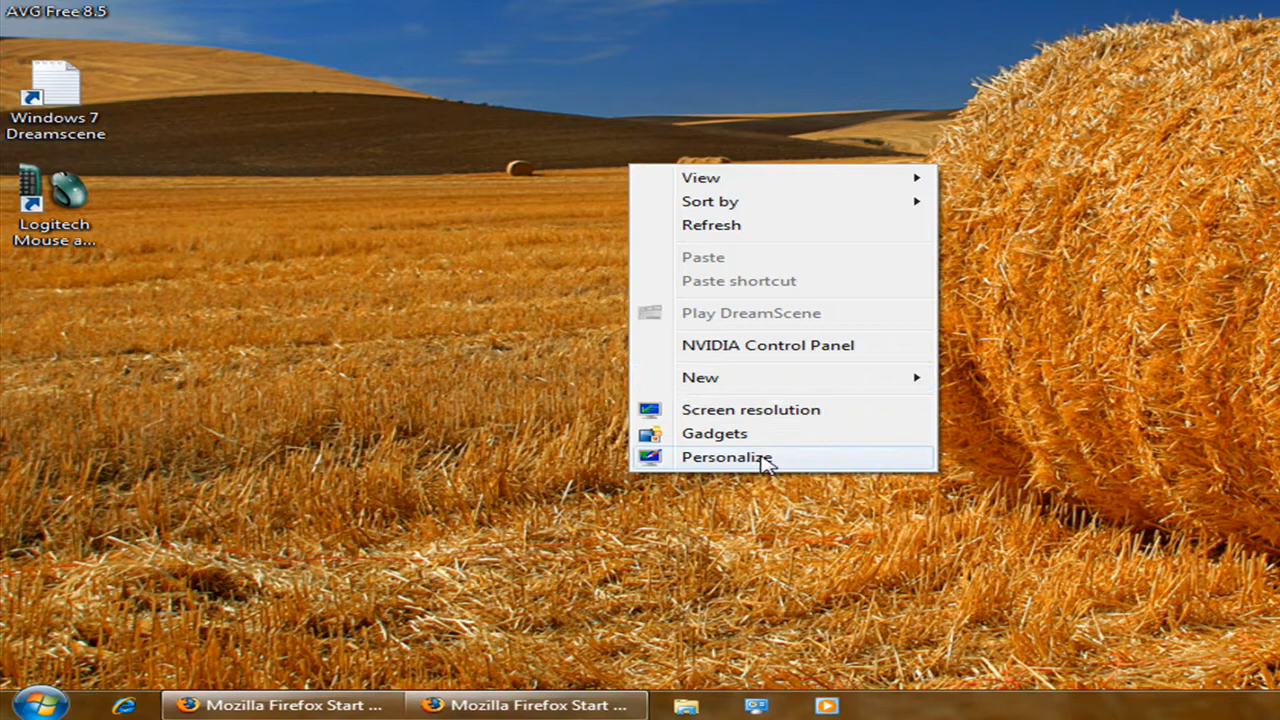 AVG Free 8.5
Windows 7
Dreamscene
Logitech
Mouse a...
View
Sort by
Refresh
Paste
Paste shortcut
Play DreamScene
NVIDIA Control Panel
New
Screen resolution
Gadgets
Personalize
Mozilla Firefox Start ...
Mozilla Firefox Start ...